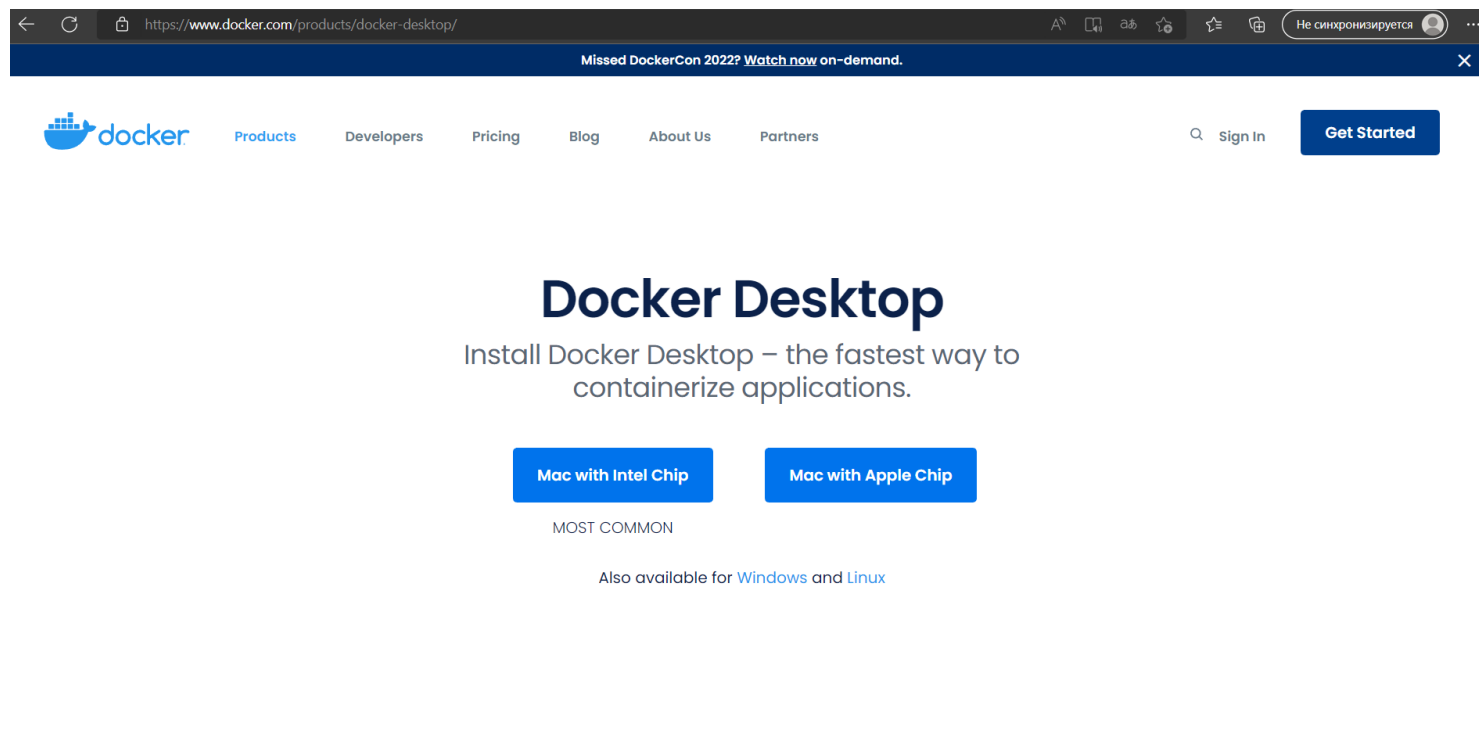 https://www.docker.com/products/docker-desktop/
Не синхронизируется
Missed DockerCon 2022? Watch now on-demand.
docker
Products Developers Pricing Blog About Us Partners Sign In Get Started
Docker Desktop
Install Docker Desktop – the fastest way to
containerize applications.
Mac with Intel Chip Mac with Apple Chip
MOST COMMON
Also available for Windows and Linux